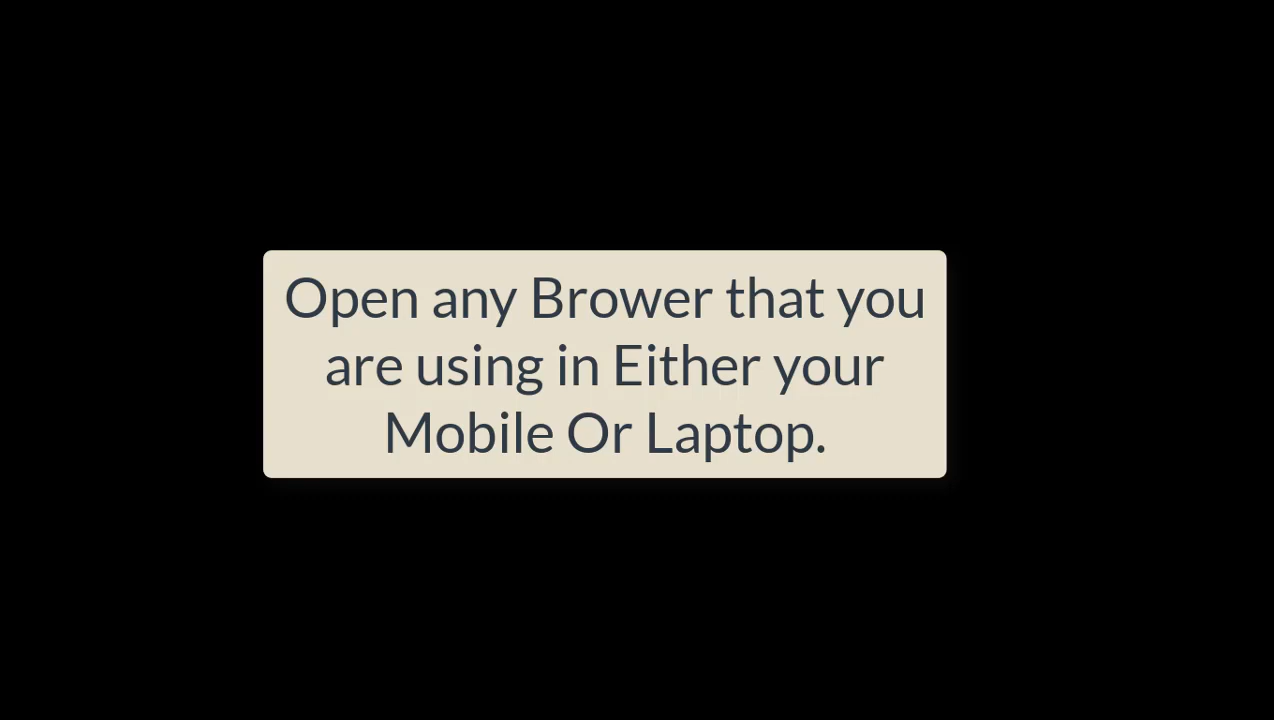 Open any Brower that you
are using in Either your
Mobile Or Laptop.